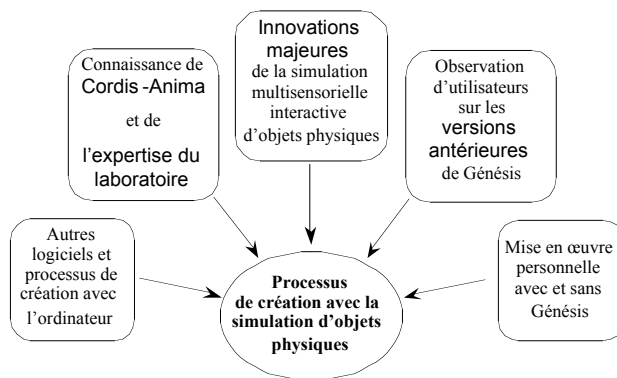 Connaissance de
Cordis -Anima
et de
l'expertise du
laboratoire
Innovations
majeures
de la simulation
multisensorielle
interactive
d'objets physiques
Observation
d'utilisateurs
sur les
versions
antérieures
de Génésis
Autres
logiciels et
processus de
création avec
l'ordinateur
Processus
de création avec la
simulation d'objets
physiques
Mise en œuvre
personnelle
avec et sans
Génésis